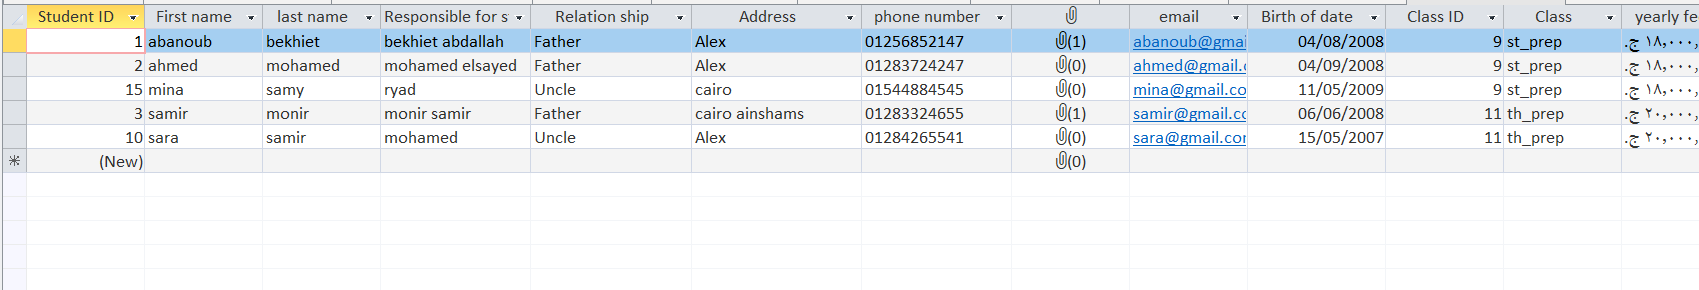 Student ID First name last name Responsible for s Relation ship Address phone number email Birth of date Class ID Class yearly fe
1 abanoub bekhiet bekhiet abdallah Father Alex 01256852147 (1) abanoub@gmai 04/08/2008 9 st_prep ج. ١٨,٠٠٠,
2 ahmed mohamed mohamed elsayed Father Alex 01283724247 (0) ahmed@gmail.c 04/09/2008 9 st_prep ج. ١٨,٠٠٠,
15 mina samy ryad Uncle cairo 01544884545 (0) mina@gmail.co 11/05/2009 9 st_prep ج. ١٨,٠٠٠,
3 samir monir monir samir Father cairo ainshams 01283324655 (1) samir@gmail.co 06/06/2008 11 th_prep ج. ٢٠,٠٠٠,
10 sara samir mohamed Uncle Alex 01284265541 (0) sara@gmail.cor 15/05/2007 11 th_prep ج. ٢٠,٠٠٠,
(New) (0)